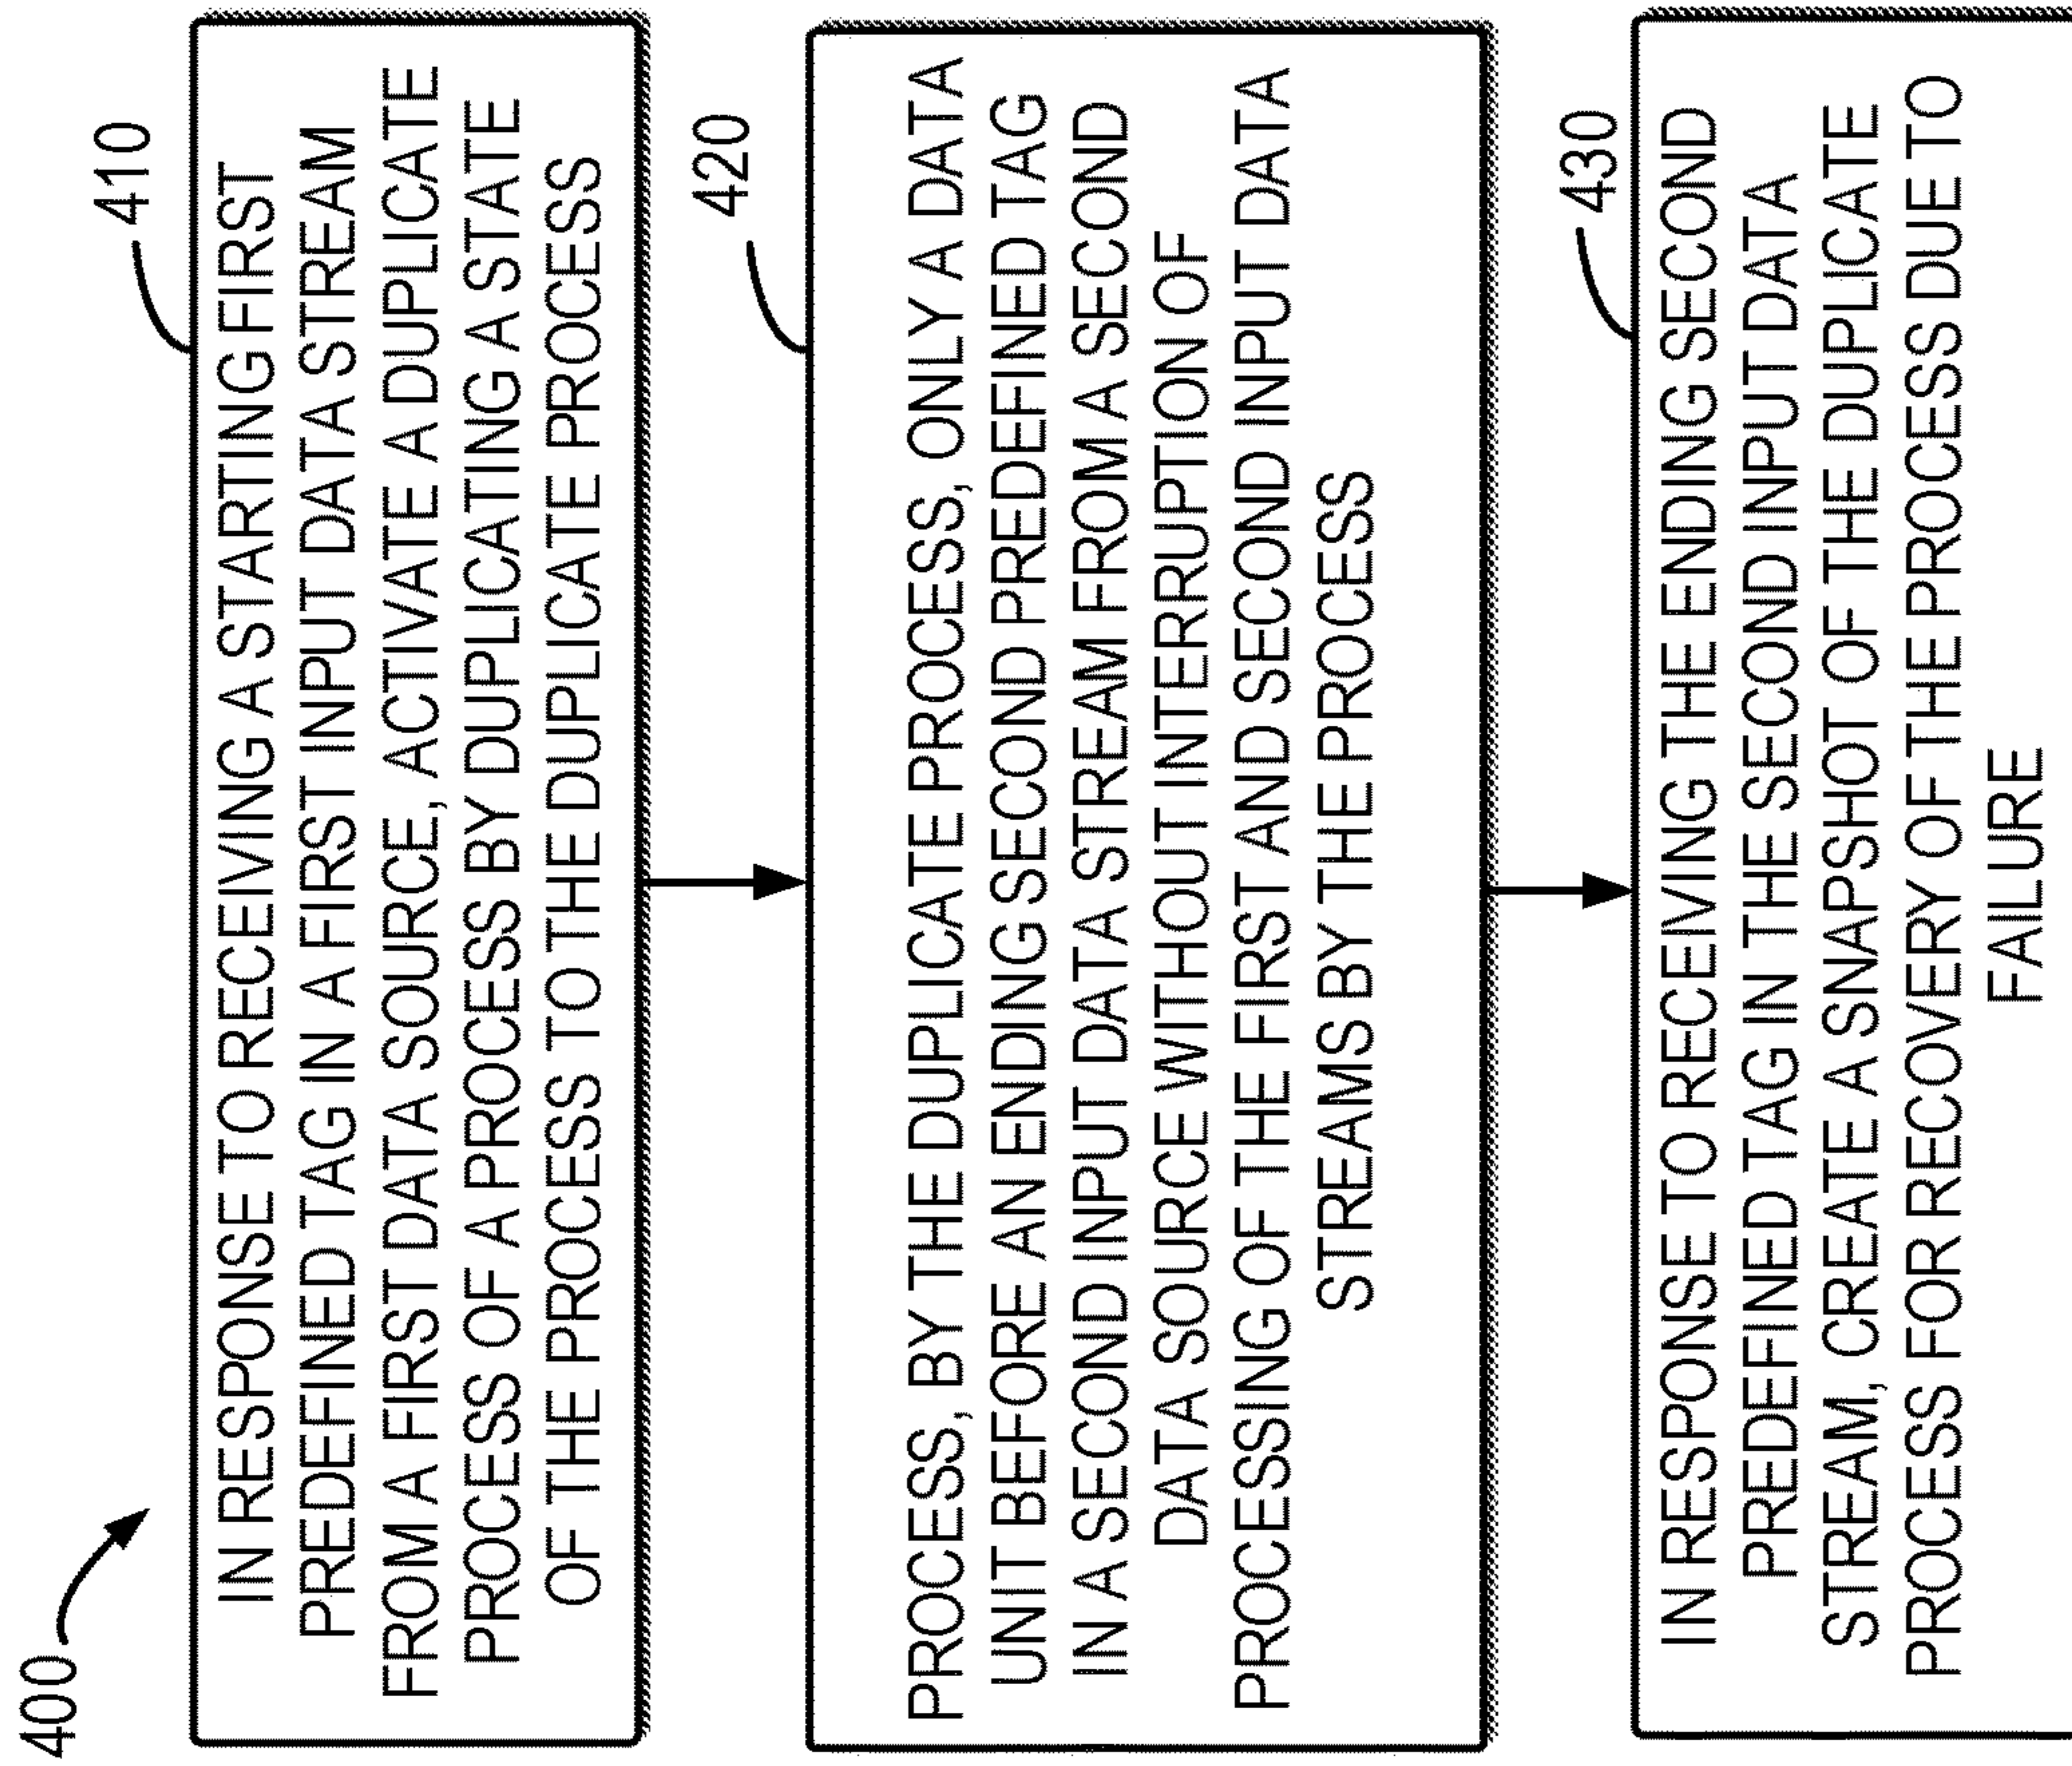 400
410
IN RESPONSE TO RECEIVING A STARTING FIRST
PREDEFINED TAG IN A FIRST INPUT DATA STREAM
FROM A FIRST DATA SOURCE, ACTIVATE A DUPLICATE
PROCESS OF A PROCESS BY DUPLICATING A STATE
OF THE PROCESS TO THE DUPLICATE PROCESS
420
PROCESS, BY THE DUPLICATE PROCESS, ONLY A DATA
UNIT BEFORE AN ENDING SECOND PREDEFINED TAG
IN A SECOND INPUT DATA STREAM FROM A SECOND
DATA SOURCE WITHOUT INTERRUPTION OF
PROCESSING OF THE FIRST AND SECOND INPUT DATA
STREAMS BY THE PROCESS
430
IN RESPONSE TO RECEIVING THE ENDING SECOND
PREDEFINED TAG IN THE SECOND INPUT DATA
STREAM, CREATE A SNAPSHOT OF THE DUPLICATE
PROCESS FOR RECOVERY OF THE PROCESS DUE TO
FAILURE